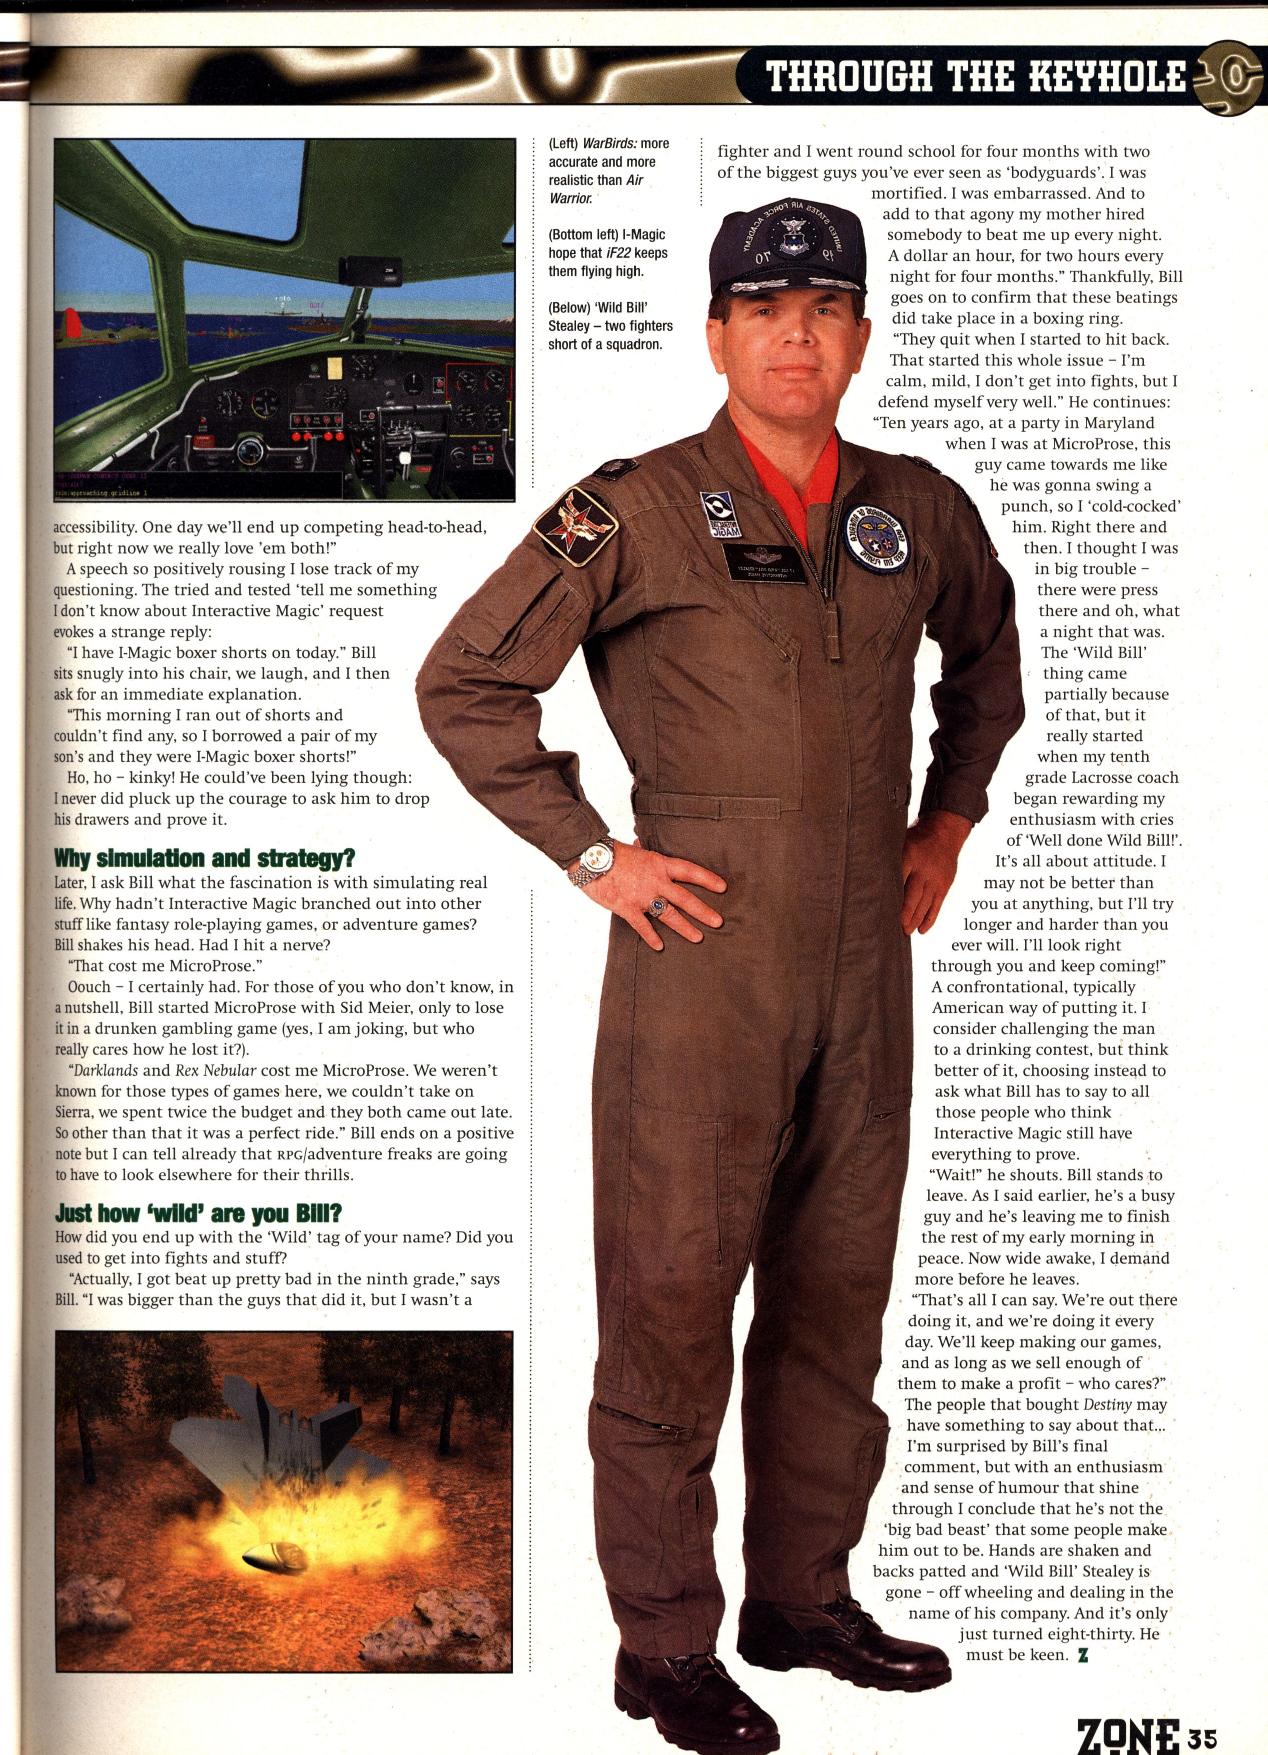 THROUGH THE KEYHOLE
(Left) WarBirds: more
accurate and more
realistic than Air
Warrior.
(Bottom left) I-Magic
hope that iF22 keeps
them flying high.
(Below) ‘Wild Bill’
Stealey – two fighters
short of a squadron.
accessibility. One day we’ll end up competing head-to-head,
but right now we really love ’em both!”
A speech so positively rousing I lose track of my
questioning. The tried and tested ‘tell me something
I don’t know about Interactive Magic’ request
evokes a strange reply:
“I have I-Magic boxer shorts on today.” Bill
sits snugly into his chair, we laugh, and I then
ask for an immediate explanation.
“This morning I ran out of shorts and
couldn’t find any, so I borrowed a pair of my
son’s and they were I-Magic boxer shorts!”
Ho, ho – kinky! He could’ve been lying though:
I never did pluck up the courage to ask him to drop
his drawers and prove it.
Why simulation and strategy?
Later, I ask Bill what the fascination is with simulating real
life. Why hadn’t Interactive Magic branched out into other
stuff like fantasy role-playing games, or adventure games?
Bill shakes his head. Had I hit a nerve?
“That cost me MicroProse.”
Oouch – I certainly had. For those of you who don’t know, in
a nutshell, Bill started MicroProse with Sid Meier, only to lose
it in a drunken gambling game (yes, I am joking, but who
really cares how he lost it?).
“Darklands and Rex Nebular cost me MicroProse. We weren’t
known for those types of games here, we couldn’t take on
Sierra, we spent twice the budget and they both came out late.
So other than that it was a perfect ride.” Bill ends on a positive
note but I can tell already that RPG/adventure freaks are going
to have to look elsewhere for their thrills.
Just how ‘wild’ are you Bill?
How did you end up with the ‘Wild’ tag of your name? Did you
used to get into fights and stuff?
“Actually, I got beat up pretty bad in the ninth grade,” says
Bill. “I was bigger than the guys that did it, but I wasn’t a
fighter and I went round school for four months with two
of the biggest guys you’ve ever seen as ‘bodyguards’. I was
mortified. I was embarrassed. And to
add to that agony my mother hired
somebody to beat me up every night.
A dollar an hour, for two hours every
night for four months.” Thankfully, Bill
goes on to confirm that these beatings
did take place in a boxing ring.
“They quit when I started to hit back.
That started this whole issue – I’m
calm, mild, I don’t get into fights, but I
defend myself very well.” He continues:
“Ten years ago, at a party in Maryland
when I was at MicroProse, this
guy came towards me like
he was gonna swing a
punch, so I ‘cold-cocked’
him. Right there and
then. I thought I was
in big trouble –
there were press
there and oh, what
a night that was.
The ‘Wild Bill’
thing came
partially because
of that, but it
really started
when my tenth
grade Lacrosse coach
began rewarding my
enthusiasm with cries
of ‘Well done Wild Bill!’.
It’s all about attitude. I
may not be better than
you at anything, but I’ll try
longer and harder than you
ever will. I’ll look right
through you and keep coming!”
A confrontational, typically
American way of putting it. I
consider challenging the man
to a drinking contest, but think
better of it, choosing instead to
ask what Bill has to say to all
those people who think
Interactive Magic still have
everything to prove.
“Wait!” he shouts. Bill stands to
leave. As I said earlier, he’s a busy
guy and he’s leaving me to finish
the rest of my early morning in
peace. Now wide awake, I demand
more before he leaves.
“That’s all I can say. We’re out there
doing it, and we’re doing it every
day. We’ll keep making our games,
and as long as we sell enough of
them to make a profit – who cares?”
The people that bought Destiny may
have something to say about that...
I’m surprised by Bill’s final
comment, but with an enthusiasm
and sense of humour that shine
through I conclude that he’s not the
‘big bad beast’ that some people make
him out to be. Hands are shaken and
backs patted and ‘Wild Bill’ Stealey is
gone – off wheeling and dealing in the
name of his company. And it’s only
just turned eight-thirty. He
must be keen. Z
UNITED STATES AIR FORCE ACADEMY
19 70
ZONE 35